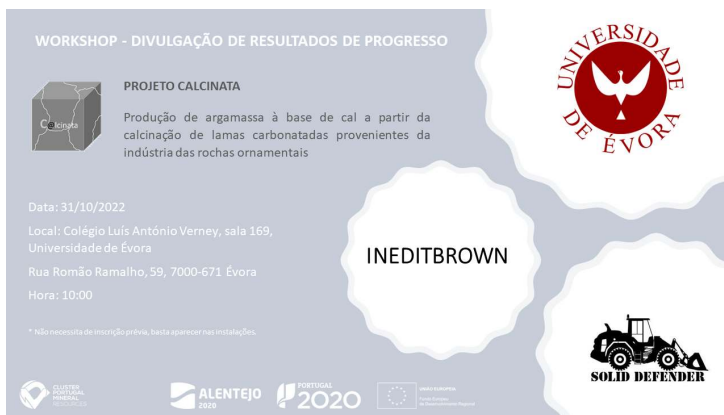 WORKSHOP - DIVULGAÇÃO DE RESULTADOS DE PROGRESSO
UNIVERSIDADE
DE ÉVORA
PROJETO CALCINATA
C@lcinata
Produção de argamassa à base de cal a partir da
calcinação de lamas carbonatadas provenientes da
indústria das rochas ornamentais
Data: 31/10/2022
Local: Colégio Luís António Verney, sala 169,
Universidade de Évora
Rua Romão Ramalho, 59, 7000-671 Évora
Hora: 10:00
INEDITBROWN
* Não necessita de inscrição prévia, basta aparecer nas instalações.
SOLID DEFENDER
CLUSTER
PORTUGAL
MINERAL
RESOURCES
ALENTEJO
2020
PORTUGAL
2020
UNIÃO EUROPEIA
Fundo Europeu
de Desenvolvimento Regional